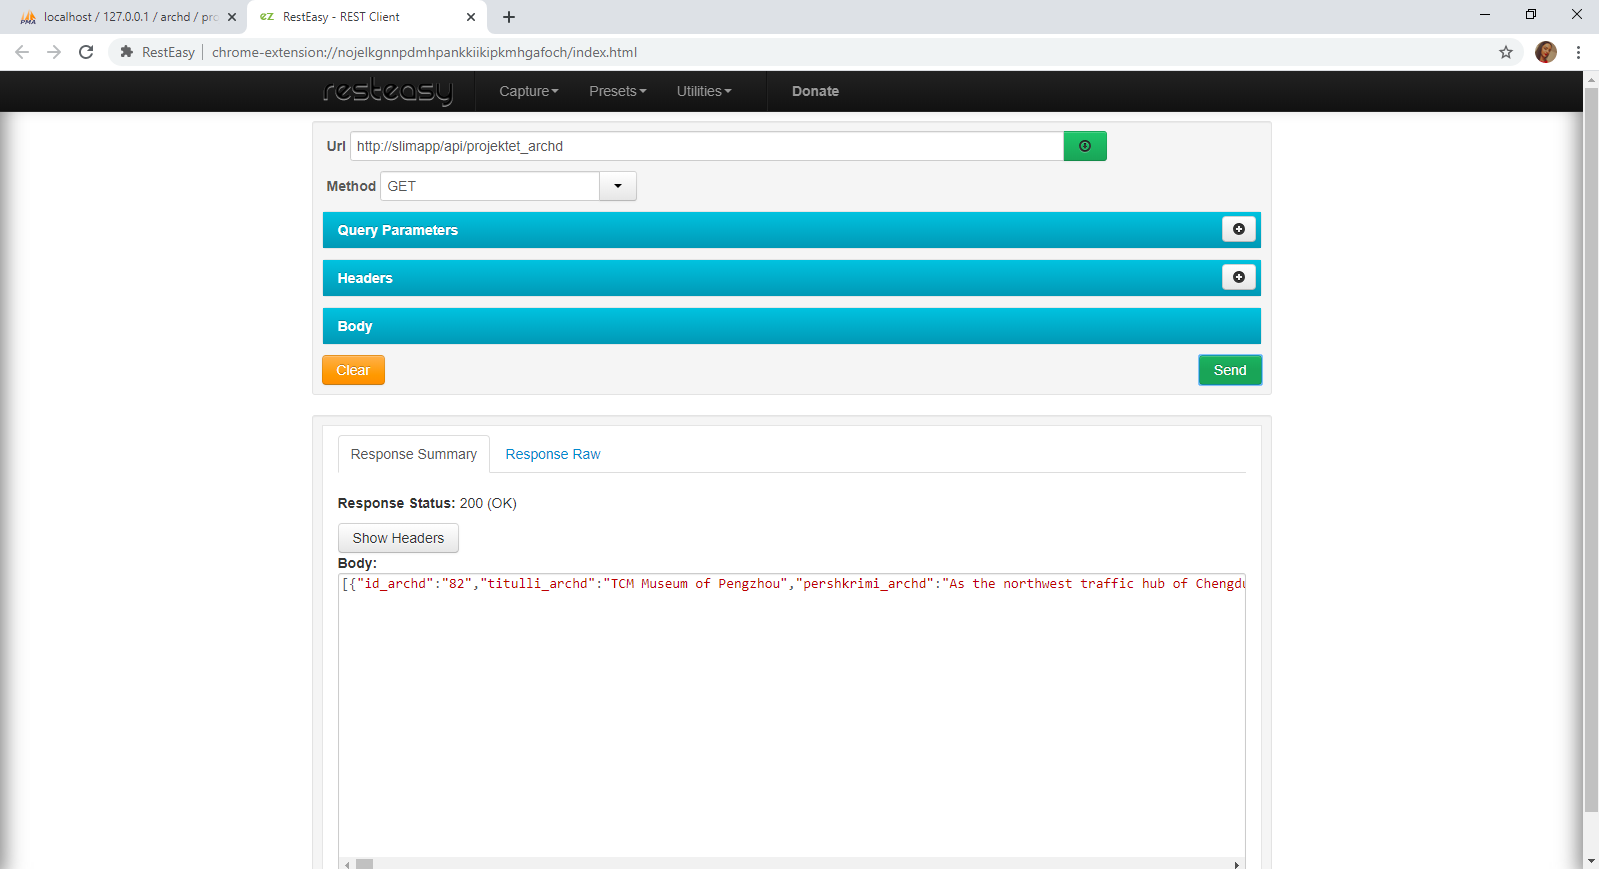 localhost / 127.0.0.1 / archd / pro
ez RestEasy - REST Client
RestEasy chrome-extension://nojelkgnnpdmhpankkiikipkmhgafoch/index.html
resteasy Capture Presets Utilities Donate
Url http://slimapp/api/projektet_archd
Method GET
Query Parameters
Headers
Body
Clear Send
Response Summary Response Raw
Response Status: 200 (OK)
Show Headers
Body:
[{"id_archd":"82","titulli_archd":"TCM Museum of Pengzhou","pershkrimi_archd":"As the northwest traffic hub of Chengdu